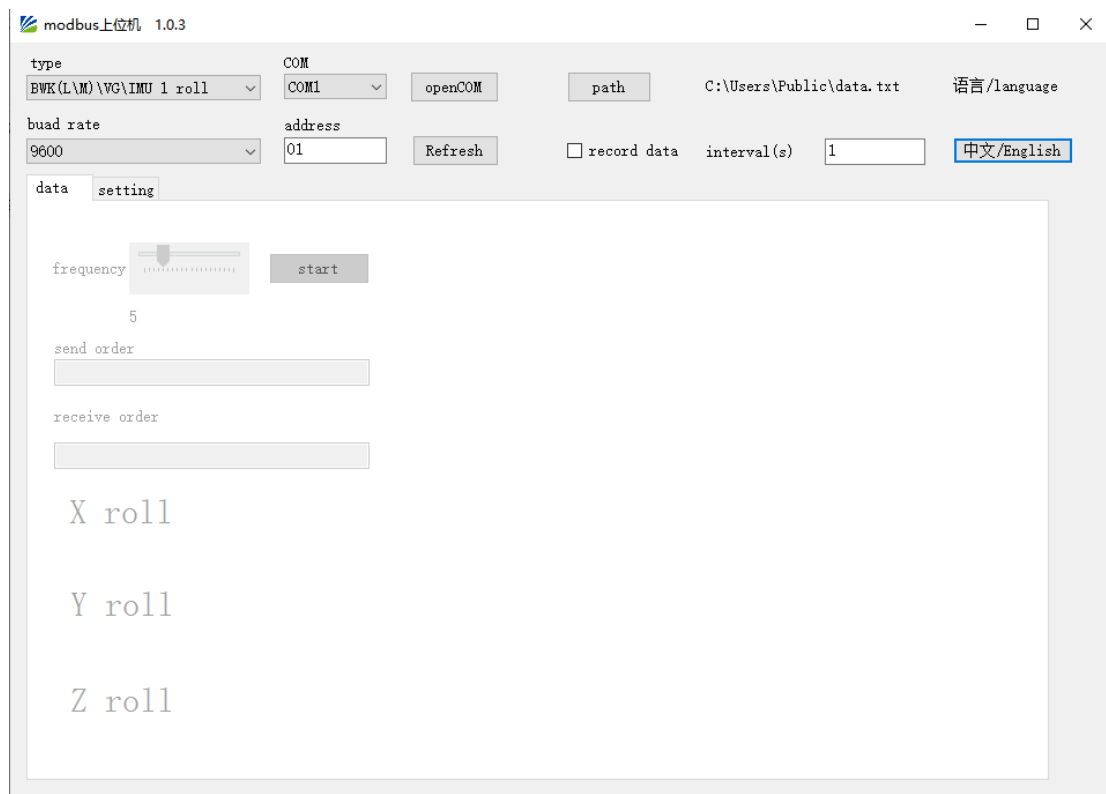 modbus上位机 1.0.3
type
COM
BWK(L\M)\VG\IMU 1 roll
COM1
openCOM
path
C:\Users\Public\data.txt
语言/language
buad rate
address
9600
01
Refresh
record data
interval(s)
1
中文/English
data
setting
frequency
start
5
send order
receive order
X roll
Y roll
Z roll